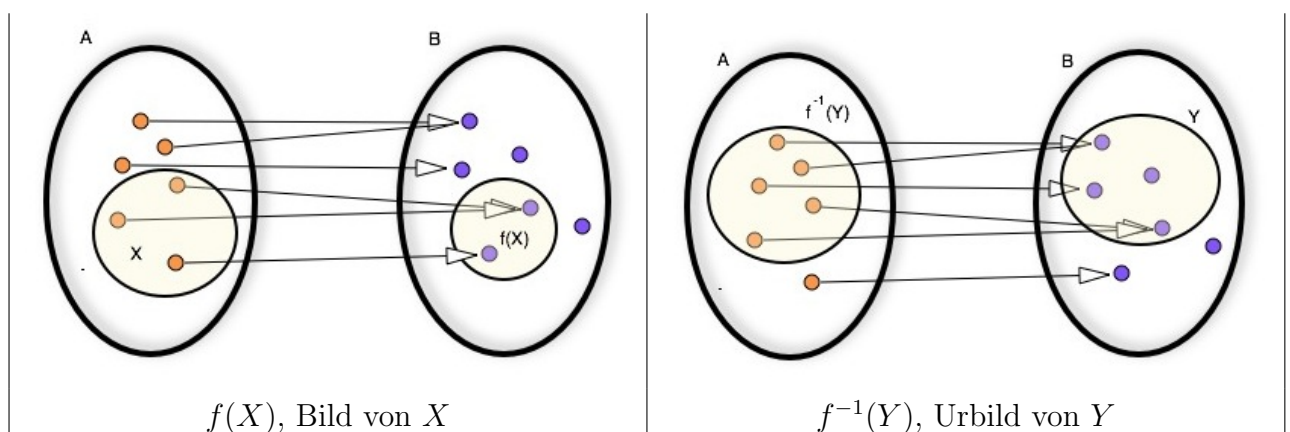 A
B
X
f(X)
f(X), Bild von X
A
B
f⁻¹(Y)
Y
f⁻¹(Y), Urbild von Y